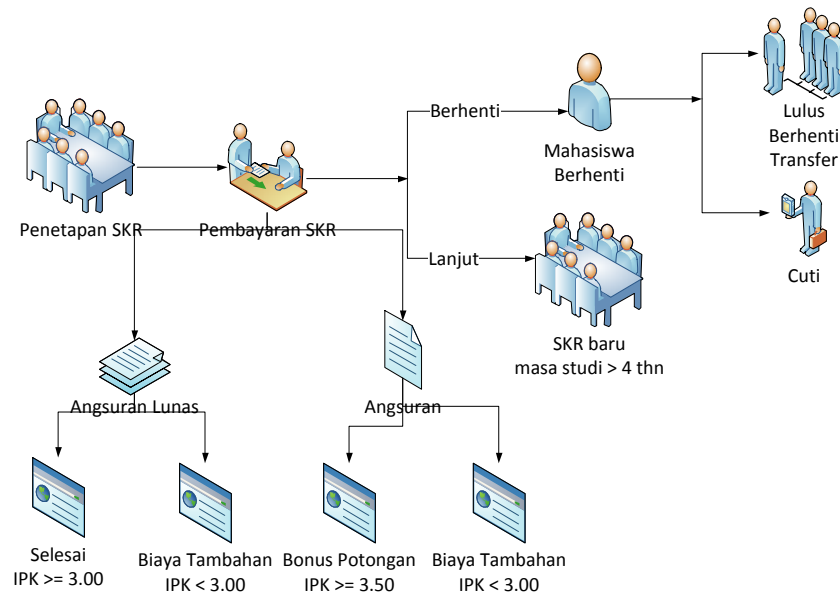 Penetapan SKR
Pembayaran SKR
Berhenti
Mahasiswa
Berhenti
Lulus
Berhenti
Transfer
Cuti
Lanjut
SKR baru
masa studi > 4 thn
Angsuran Lunas
Angsuran
Selesai
IPK >= 3.00
Biaya Tambahan
IPK < 3.00
Bonus Potongan
IPK >= 3.50
Biaya Tambahan
IPK < 3.00